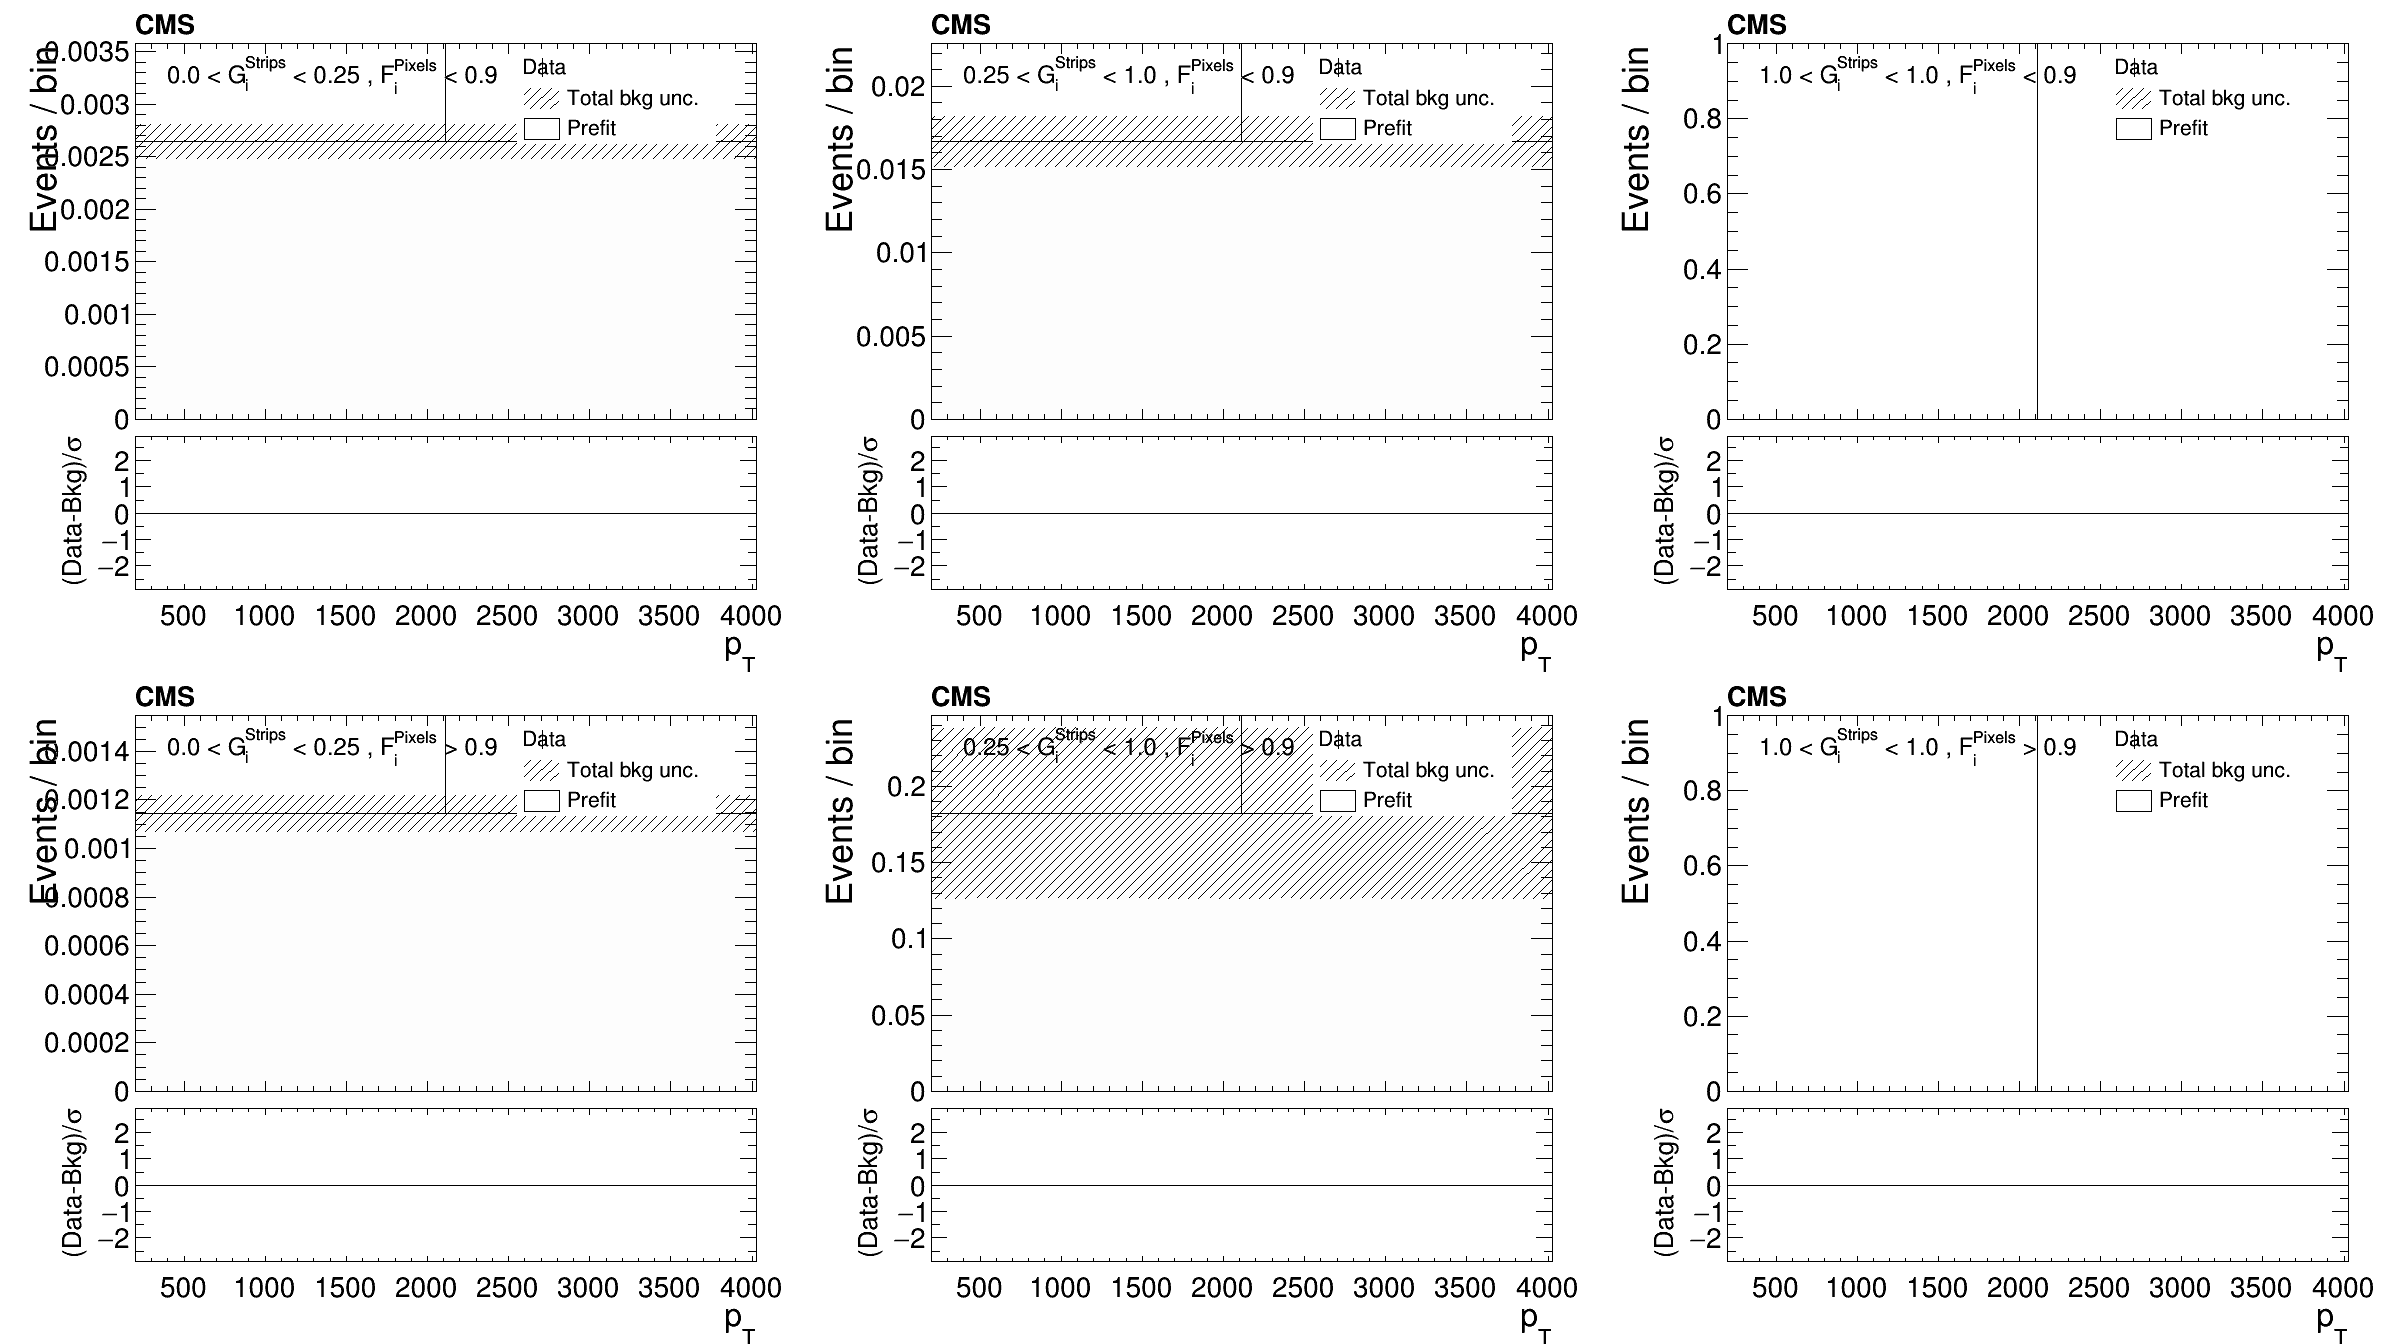 CMS
Events / bin
0.0035
0.003
0.0025
0.002
0.0015
0.001
0.0005
0
0.0 < G_i^Strips < 0.25 , F_i^Pixels < 0.9
Data
Total bkg unc.
Prefit
(Data-Bkg)/σ
2
1
0
−1
−2
500 1000 1500 2000 2500 3000 3500 4000
p_T
CMS
Events / bin
0.02
0.015
0.01
0.005
0
0.25 < G_i^Strips < 1.0 , F_i^Pixels < 0.9
Data
Total bkg unc.
Prefit
(Data-Bkg)/σ
2
1
0
−1
−2
500 1000 1500 2000 2500 3000 3500 4000
p_T
CMS
Events / bin
1
0.8
0.6
0.4
0.2
0
1.0 < G_i^Strips < 1.0 , F_i^Pixels < 0.9
Data
Total bkg unc.
Prefit
(Data-Bkg)/σ
2
1
0
−1
−2
500 1000 1500 2000 2500 3000 3500 4000
p_T
CMS
Events / bin
0.0014
0.0012
0.001
0.0008
0.0006
0.0004
0.0002
0
0.0 < G_i^Strips < 0.25 , F_i^Pixels > 0.9
Data
Total bkg unc.
Prefit
(Data-Bkg)/σ
2
1
0
−1
−2
500 1000 1500 2000 2500 3000 3500 4000
p_T
CMS
Events / bin
0.2
0.15
0.1
0.05
0
0.25 < G_i^Strips < 1.0 , F_i^Pixels > 0.9
Data
Total bkg unc.
Prefit
(Data-Bkg)/σ
2
1
0
−1
−2
500 1000 1500 2000 2500 3000 3500 4000
p_T
CMS
Events / bin
1
0.8
0.6
0.4
0.2
0
1.0 < G_i^Strips < 1.0 , F_i^Pixels > 0.9
Data
Total bkg unc.
Prefit
(Data-Bkg)/σ
2
1
0
−1
−2
500 1000 1500 2000 2500 3000 3500 4000
p_T